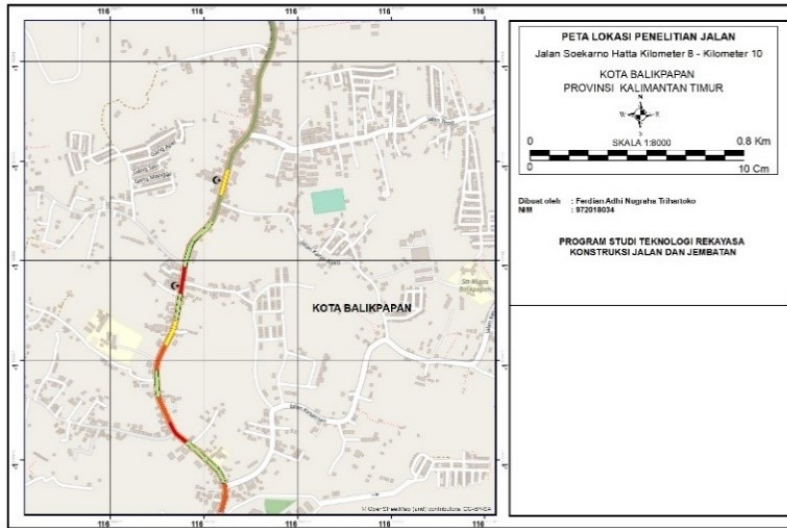 116
116
116
116
116
PETA LOKASI PENELITIAN JALAN
Jalan Soekarno Hatta Kilometer 8 - Kilometer 10
KOTA BALIKPAPAN
PROVINSI KALIMANTAN TIMUR
N
S
0
SKALA 1:8000
0.8 Km
0
10 Cm
Dibuat oleh : Ferdian Adhi Nugraha Trihartoko
NIM : 972018034
PROGRAM STUDI TEKNOLOGI REKAYASA
KONSTRUKSI JALAN DAN JEMBATAN
KOTA BALIKPAPAN
© OpenStreetMap (and) contributors, CC-BY-SA
116
116
116
116
116